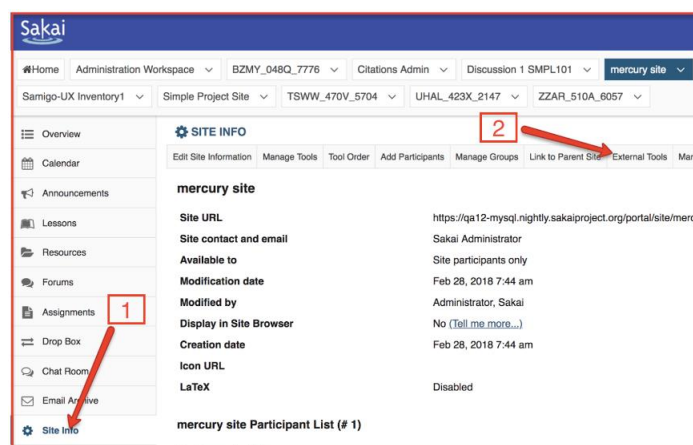 Sakai
Home Administration Workspace BZMY_048Q_7776 Citations Admin Discussion 1 SMPL101 mercury site
Samigo-UX Inventory1 Simple Project Site TSWW_470V_5704 UHAL_423X_2147 ZZAR_510A_6057
Overview
Calendar
Announcements
Lessons
Resources
Forums
Assignments
Drop Box
Chat Room
Email Archive
Site Info
1
SITE INFO
2
Edit Site Information Manage Tools Tool Order Add Participants Manage Groups Link to Parent Site External Tools
mercury site
Site URL https://qa12-mysql.nightly.sakaiproject.org/portal/site/merc
Site contact and email Sakai Administrator
Available to Site participants only
Modification date Feb 28, 2018 7:44 am
Modified by Administrator, Sakai
Display in Site Browser No (Tell me more...)
Creation date Feb 28, 2018 7:44 am
Icon URL
LaTeX Disabled
mercury site Participant List (# 1)